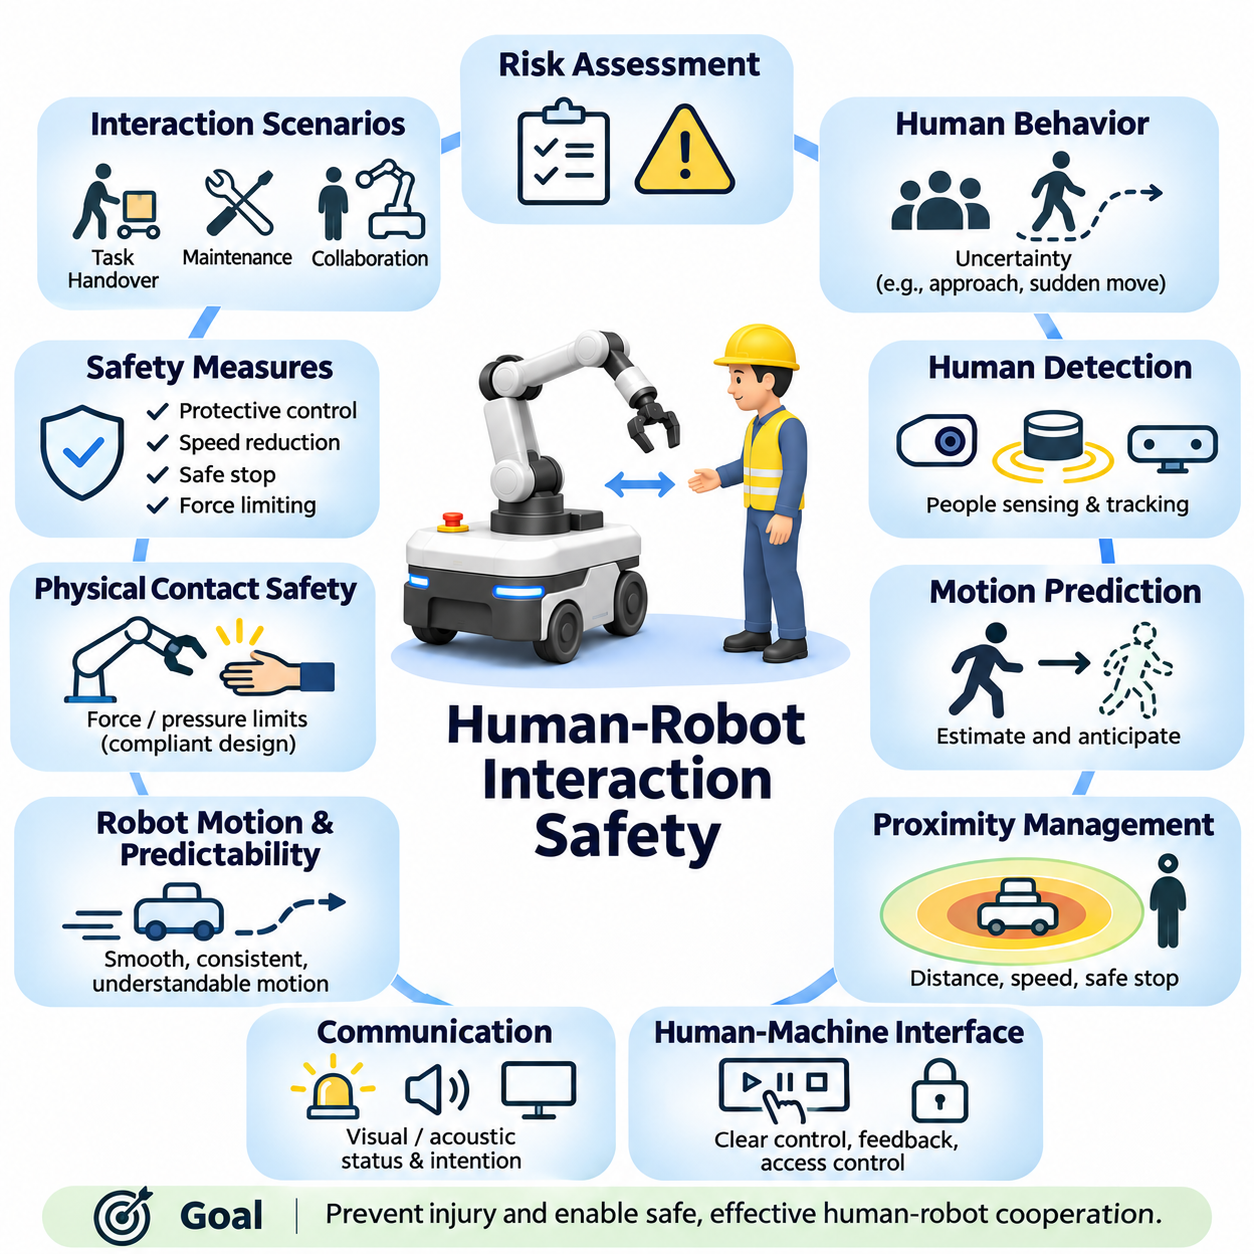 Risk Assessment
Interaction Scenarios
Task
Handover
Maintenance
Collaboration
Human Behavior
Uncertainty
(e.g., approach, sudden move)
Safety Measures
Protective control
Speed reduction
Safe stop
Force limiting
Human Detection
People sensing & tracking
Physical Contact Safety
Force / pressure limits
(compliant design)
Motion Prediction
Estimate and anticipate
Human-Robot
Interaction
Safety
Robot Motion &
Predictability
Smooth, consistent,
understandable motion
Proximity Management
Distance, speed, safe stop
Communication
Visual / acoustic
status & intention
Human-Machine Interface
Clear control, feedback,
access control
Goal
Prevent injury and enable safe, effective human-robot cooperation.